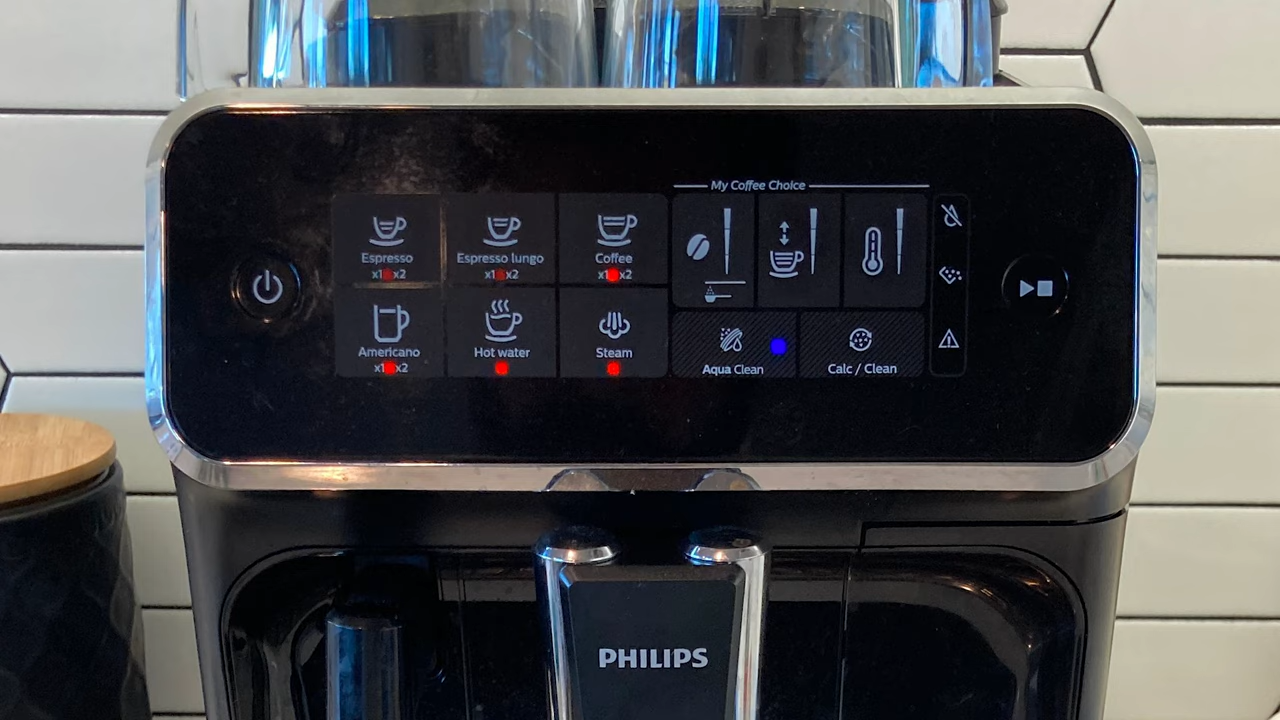 My Coffee Choice
Espresso
x1 x2
Espresso lungo
x1 x2
Coffee
x1 x2
Americano
x1 x2
Hot water
Steam
Aqua Clean
Calc / Clean
PHILIPS